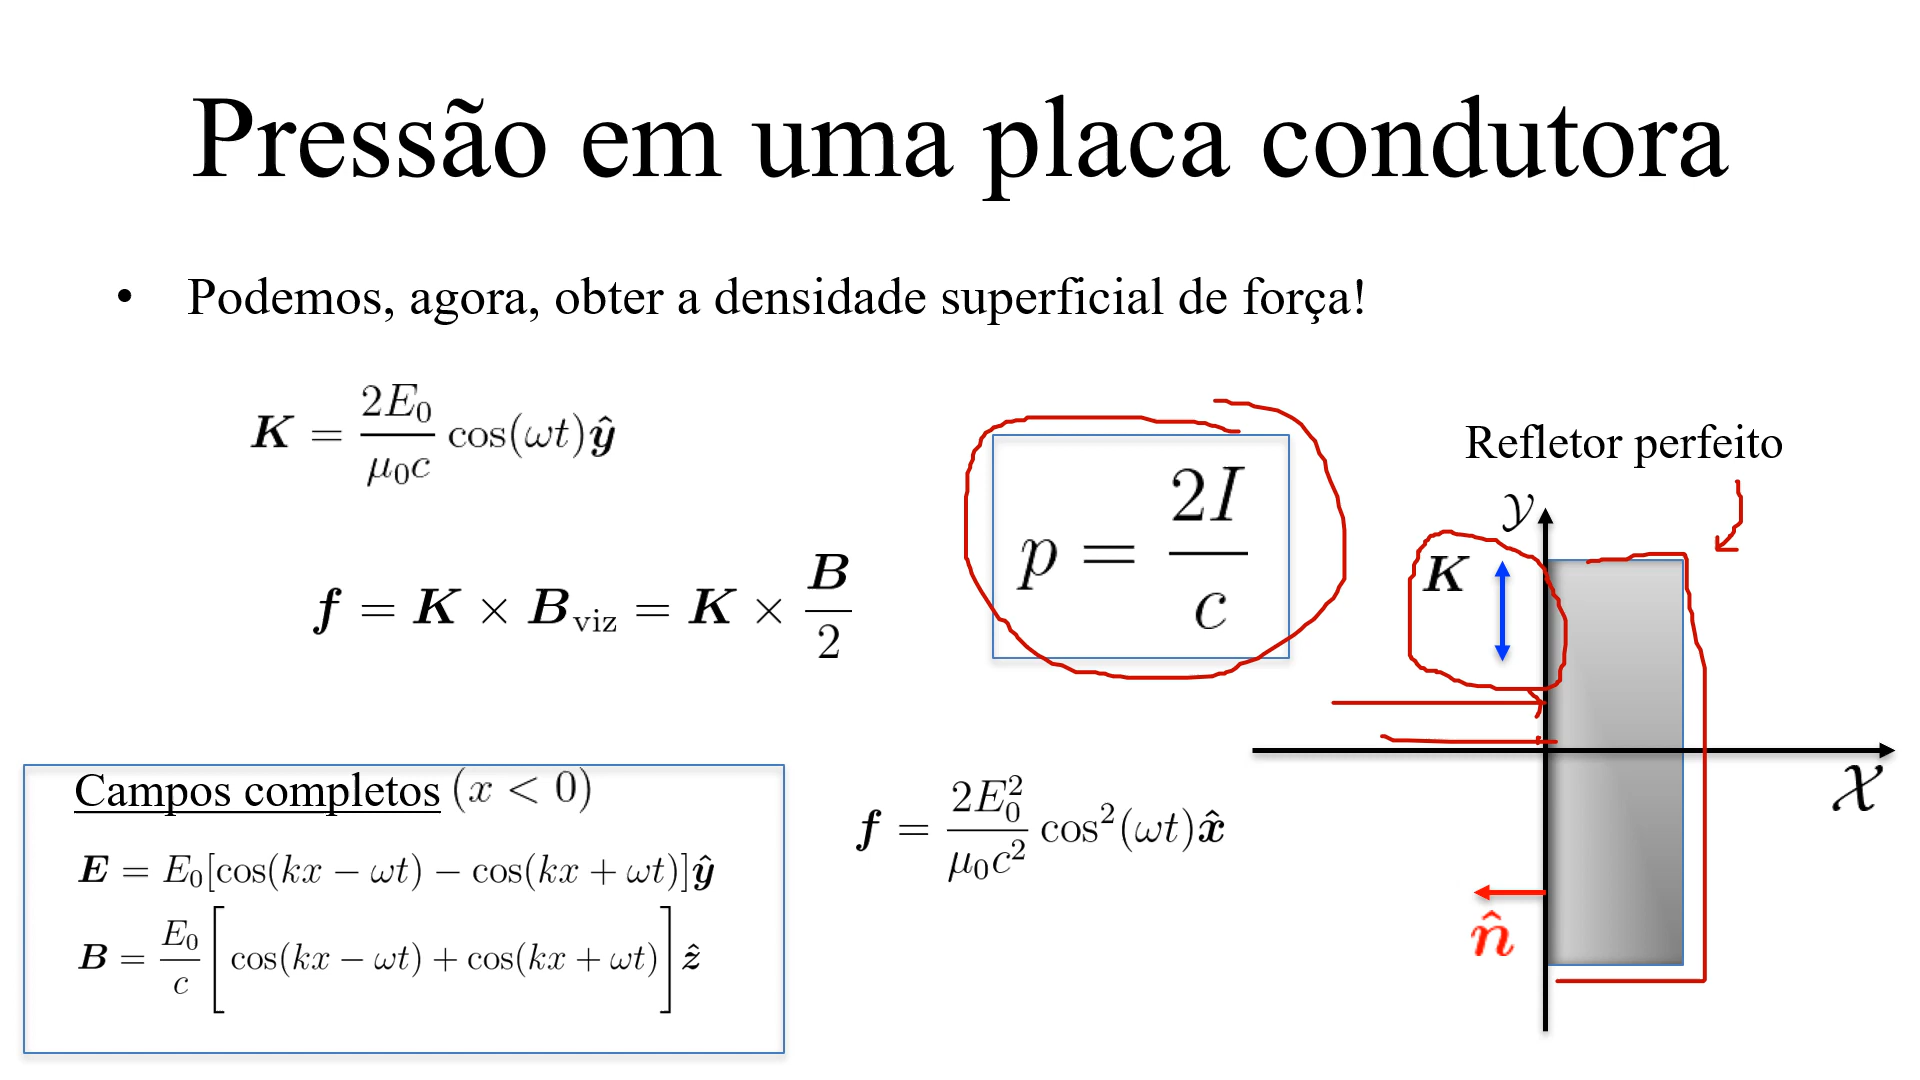 Pressão em uma placa condutora
• Podemos, agora, obter a densidade superficial de força!
K = 2E₀/(μ₀c) cos(ωt)ŷ
f = K × B_viz = K × B/2
p = 2I/c
Refletor perfeito
𝒴
K
𝒳
n̂
Campos completos (x < 0)
E = E₀[cos(kx − ωt) − cos(kx + ωt)]ŷ
B = E₀/c [cos(kx − ωt) + cos(kx + ωt)] ẑ
f = 2E₀²/(μ₀c²) cos²(ωt)x̂